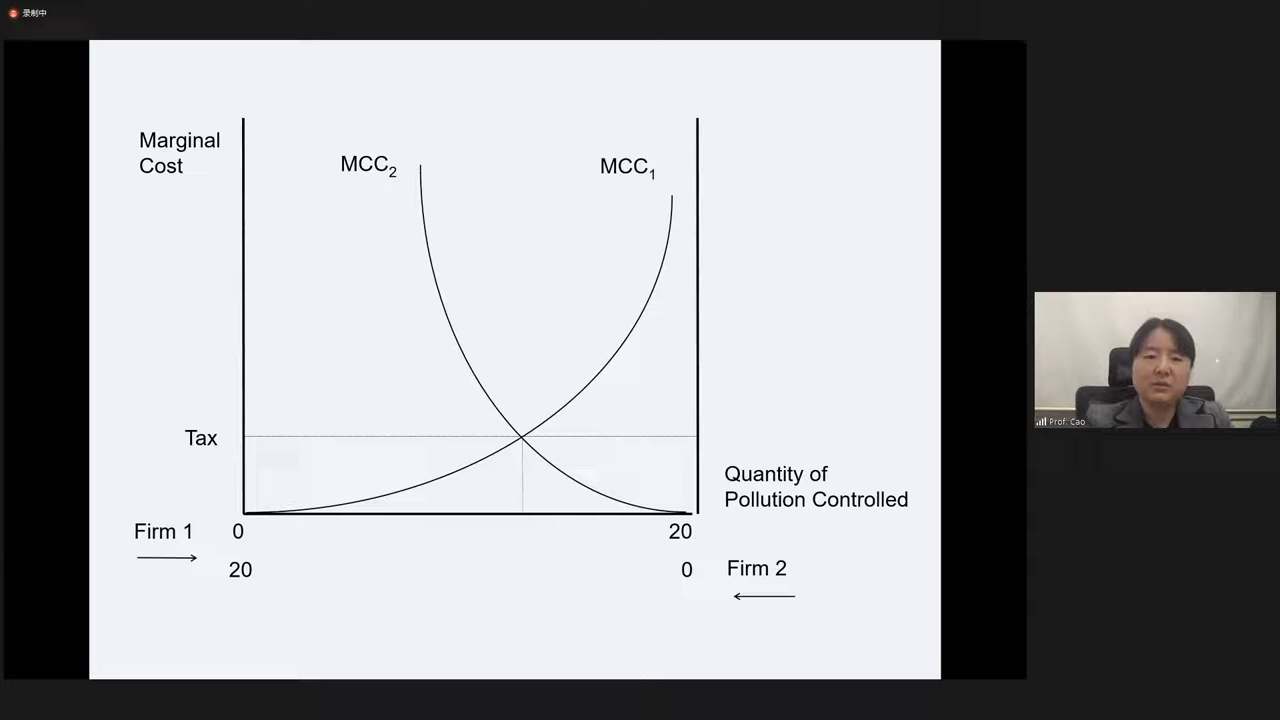 录制中
Marginal
Cost
MCC2
MCC1
Tax
Quantity of
Pollution Controlled
Firm 1
0
20
20
0
Firm 2
Prof. Cao